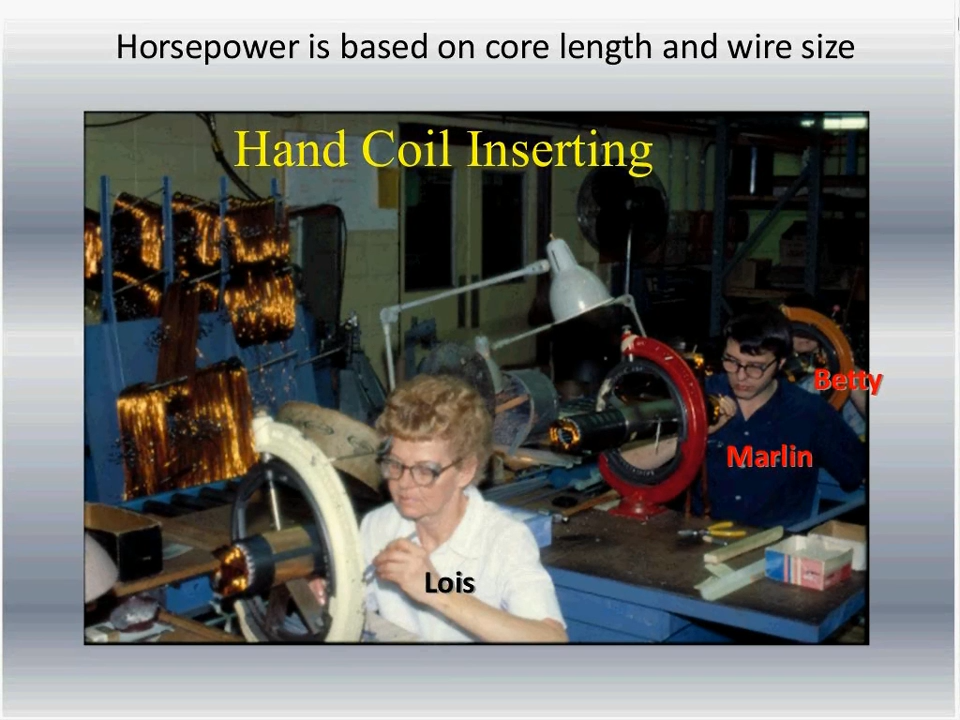 Horsepower is based on core length and wire size
Hand Coil Inserting
Betty
Marlin
Lois